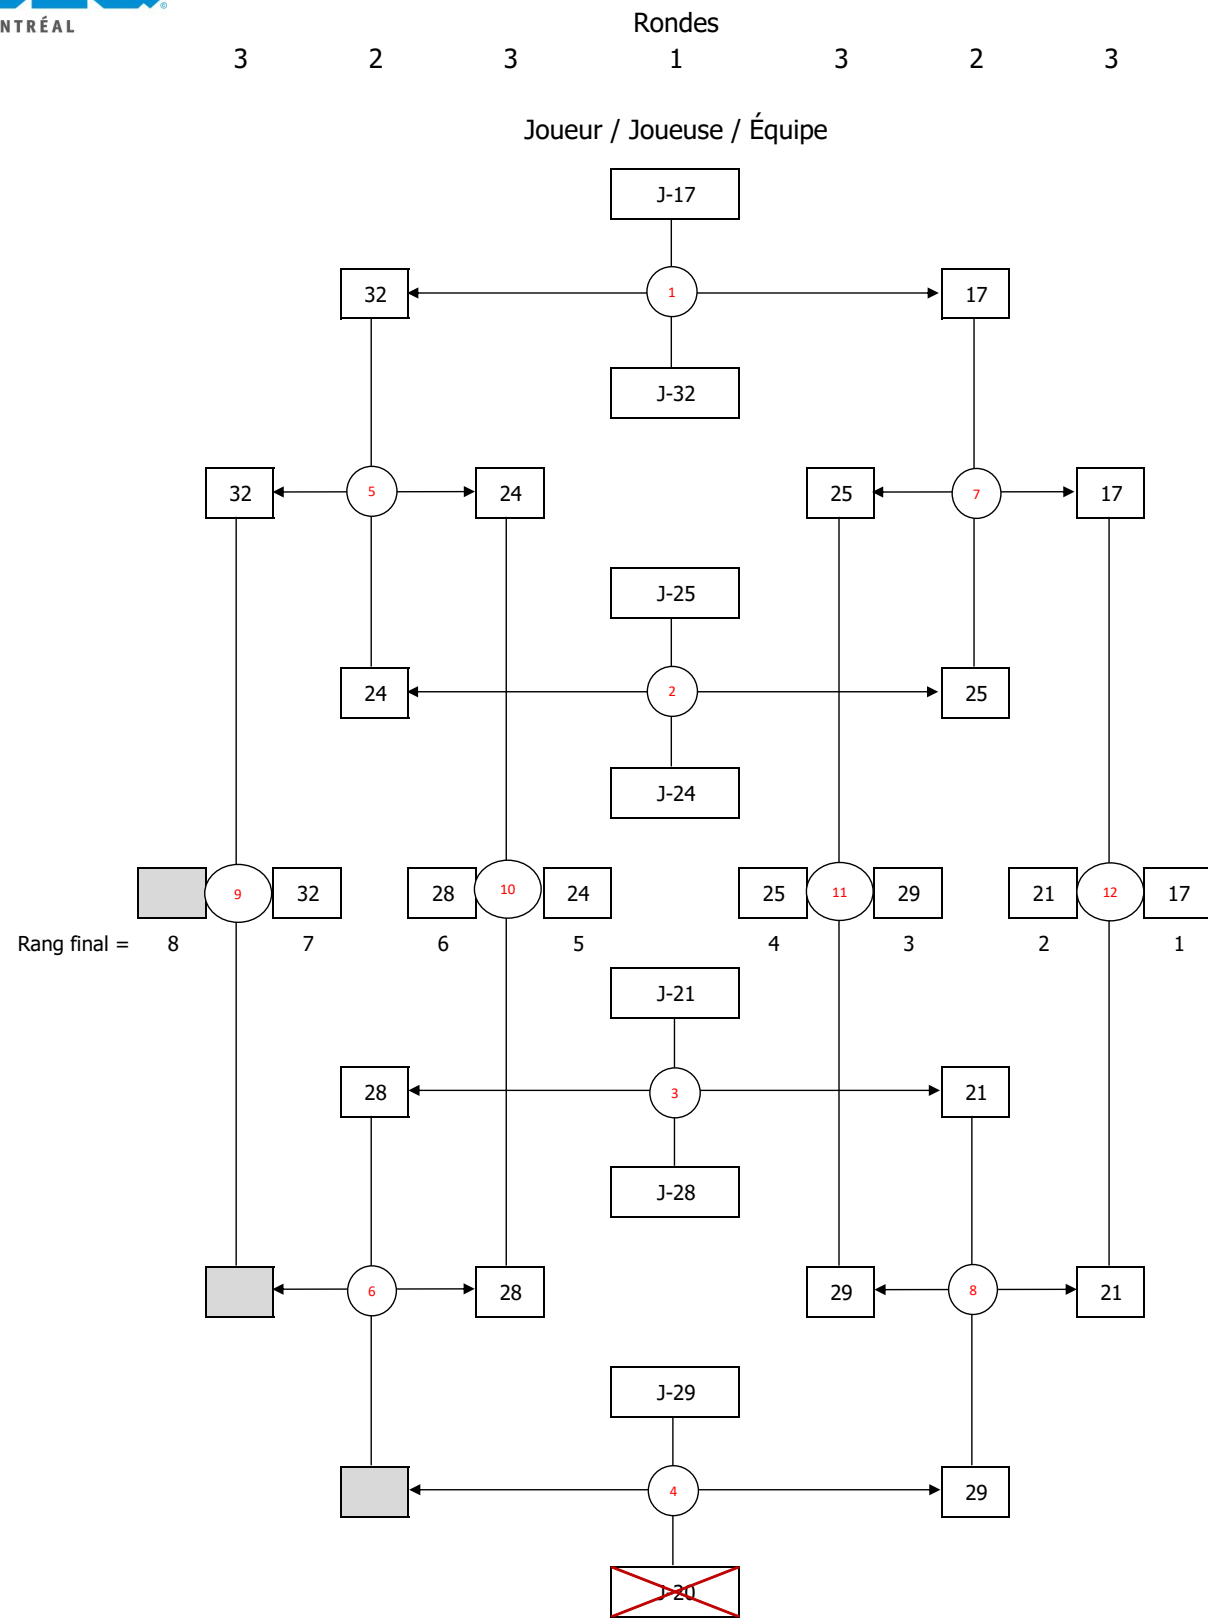 NTRÉAL
©
Rondes
3 2 3 1 3 2 3
Joueur / Joueuse / Équipe
J-17
32 1 17
J-32
32 5 24 25 7 17
J-25
24 2 25
J-24
9 32 28 10 24 25 11 29 21 12 17
Rang final = 8 7 6 5 4 3 2 1
J-21
28 3 21
J-28
6 28 29 8 21
J-29
4 29
J-20